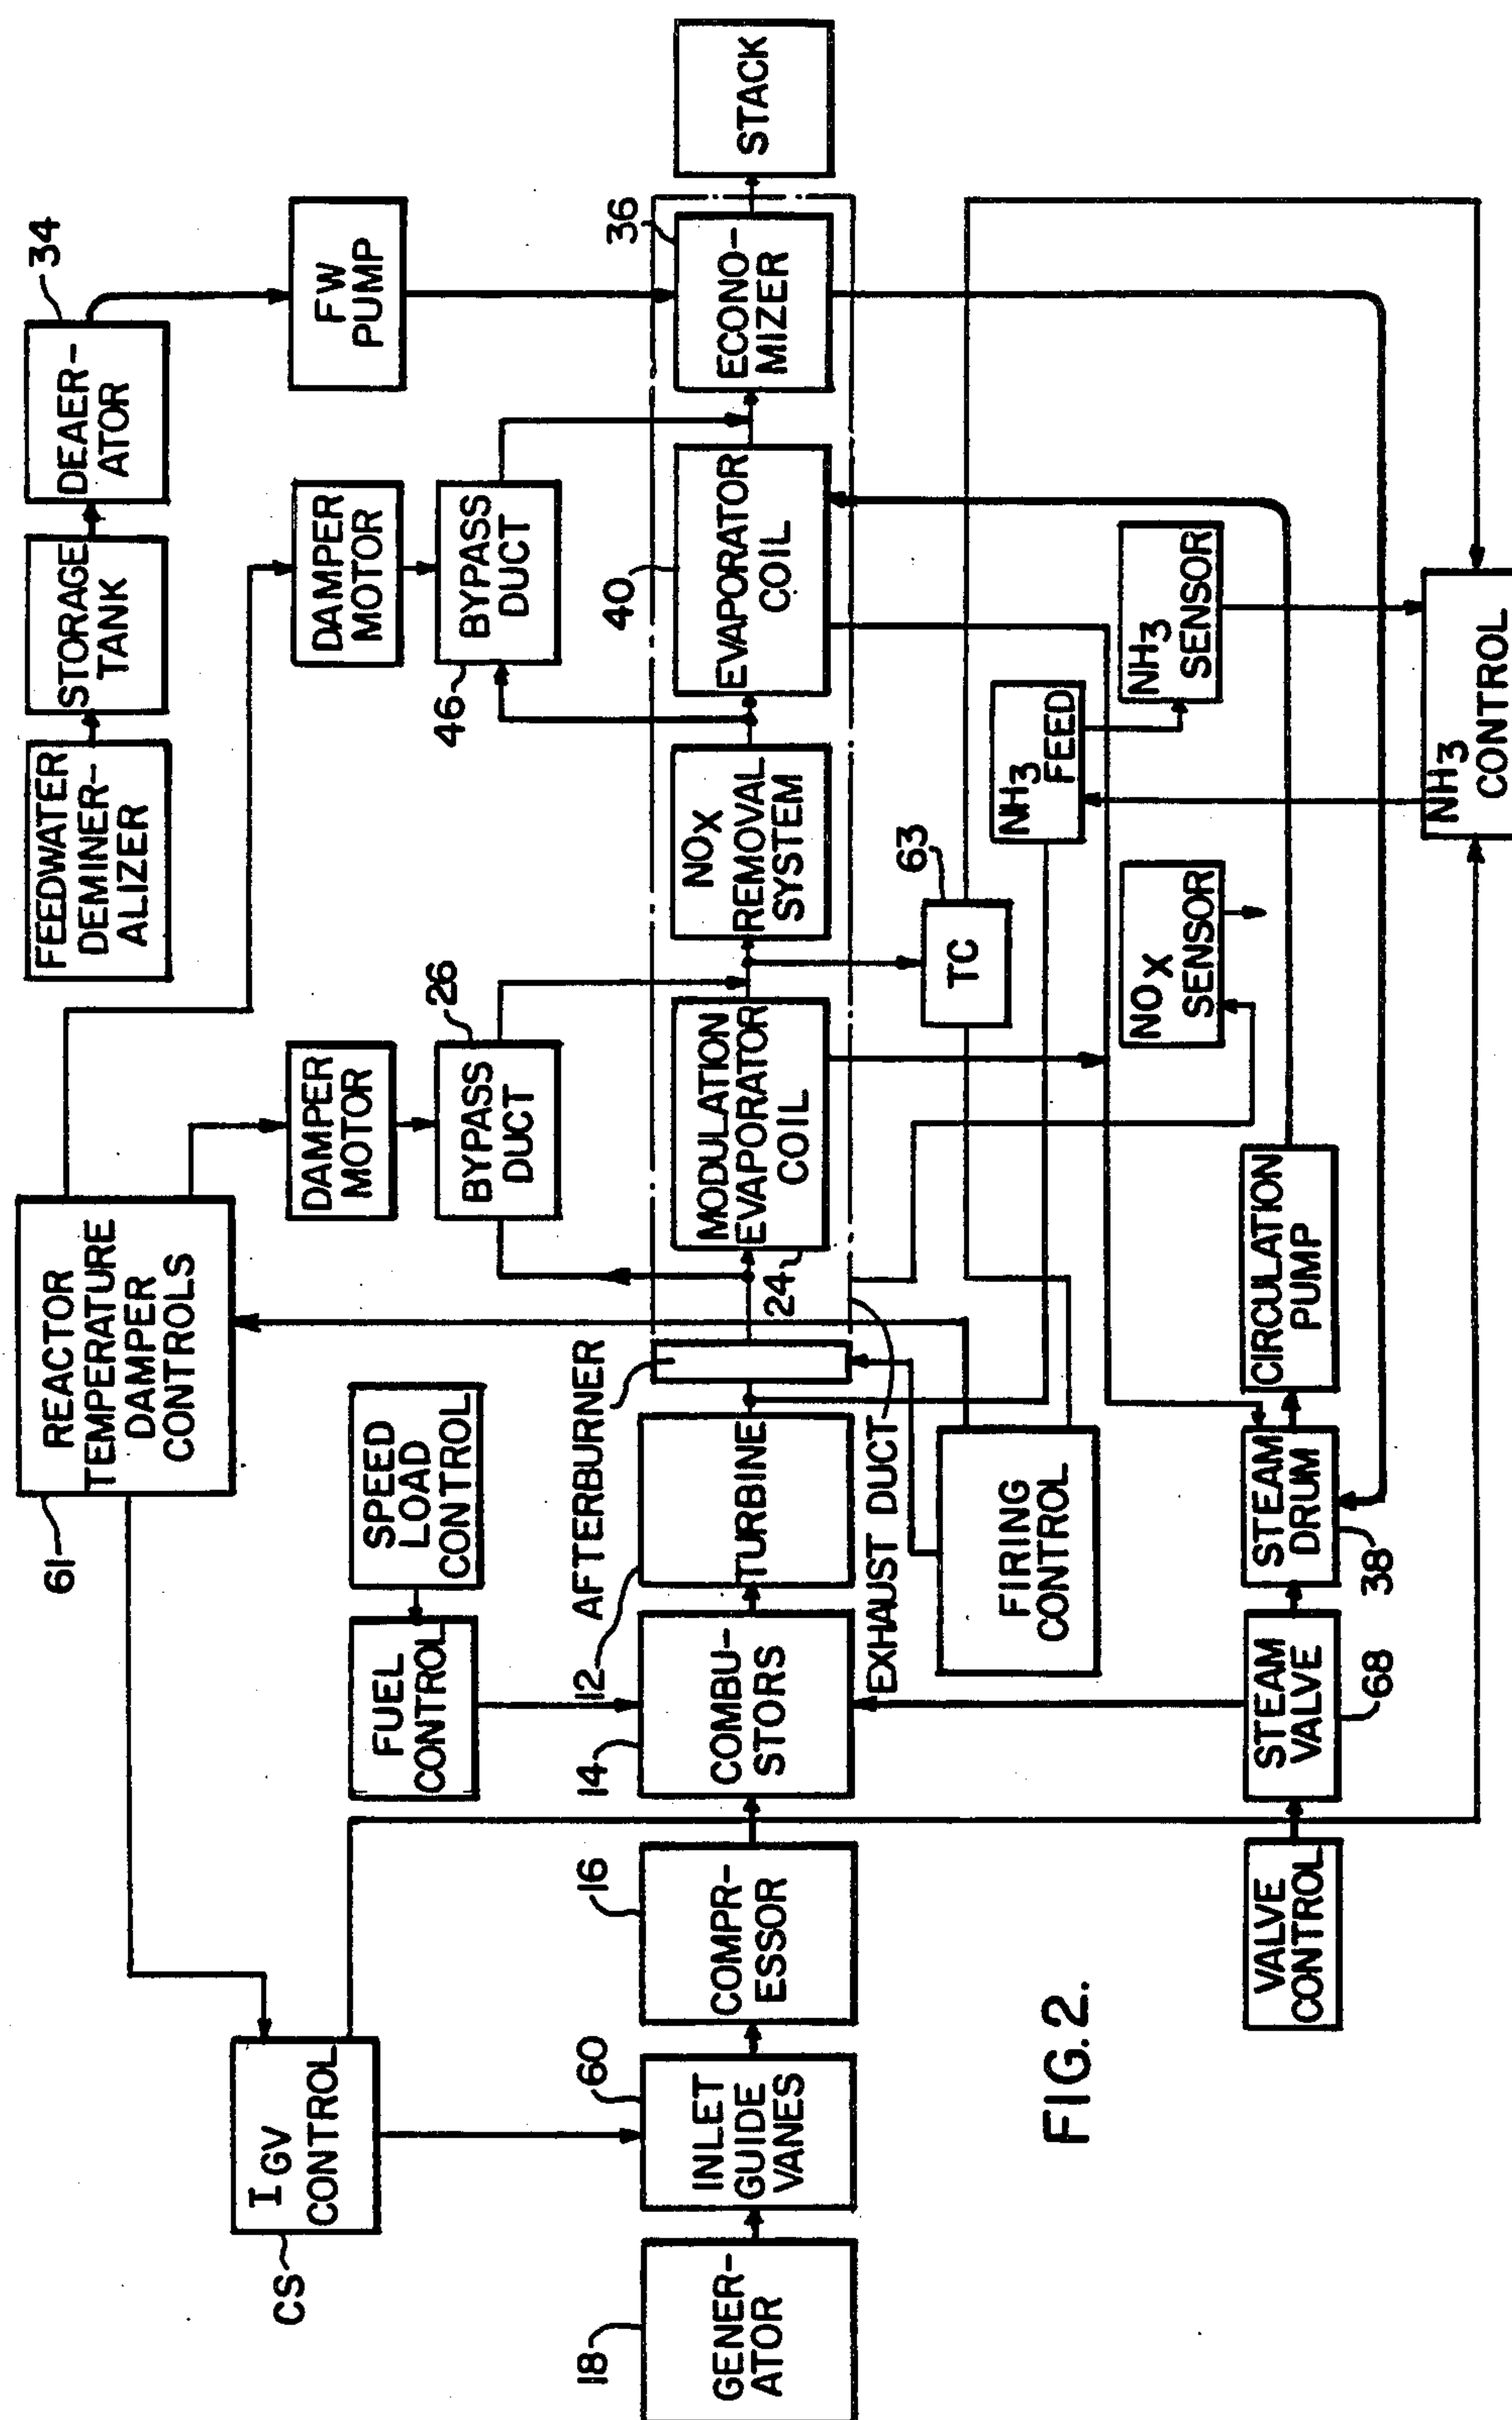 FEEDWATER
DEMINER-
ALIZER
STORAGE
TANK
DEAER-
ATOR
34
REACTOR
TEMPERATURE
DAMPER
CONTROLS
61
DAMPER
MOTOR
DAMPER
MOTOR
FW
PUMP
IGV
CONTROL
CS
SPEED
LOAD
CONTROL
FUEL
CONTROL
BYPASS
DUCT
26
BYPASS
DUCT
46
18
GENER-
ATOR
60
INLET
GUIDE
VANES
16
COMPR-
ESSOR
14
COMBU-
STORS
12
TURBINE
AFTERBURNER
24
MODULATION
EVAPORATOR
COIL
NOX
REMOVAL
SYSTEM
40
EVAPORATOR
COIL
36
ECONO-
MIZER
STACK
EXHAUST DUCT
FIRING
CONTROL
63
TC
NH3
FEED
NOX
SENSOR
NH3
SENSOR
VALVE
CONTROL
STEAM
VALVE
68
STEAM
DRUM
38
CIRCULATION
PUMP
NH3
CONTROL
FIG.2.